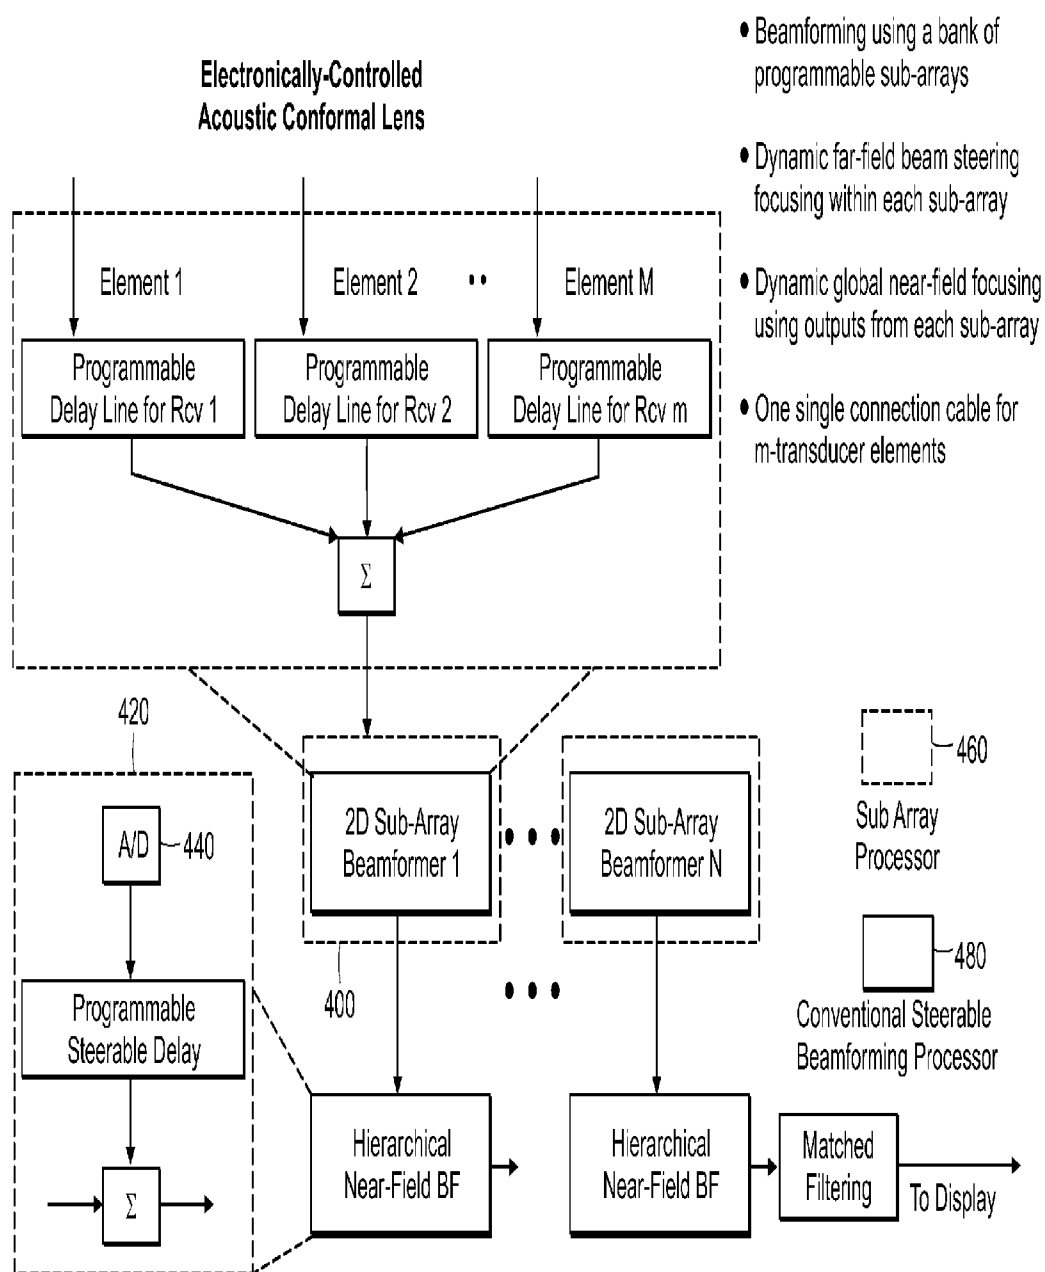 Electronically-Controlled
Acoustic Conformal Lens
• Beamforming using a bank of
programmable sub-arrays
• Dynamic far-field beam steering
focusing within each sub-array
• Dynamic global near-field focusing
using outputs from each sub-array
• One single connection cable for
m-transducer elements
Element 1
Element 2
••
Element M
Programmable
Delay Line for Rcv 1
Programmable
Delay Line for Rcv 2
Programmable
Delay Line for Rcv m
Σ
420
A/D
440
Programmable
Steerable Delay
Σ
2D Sub-Array
Beamformer 1
•••
2D Sub-Array
Beamformer N
400
•••
460
Sub Array
Processor
480
Conventional Steerable
Beamforming Processor
Hierarchical
Near-Field BF
Hierarchical
Near-Field BF
Matched
Filtering
To Display